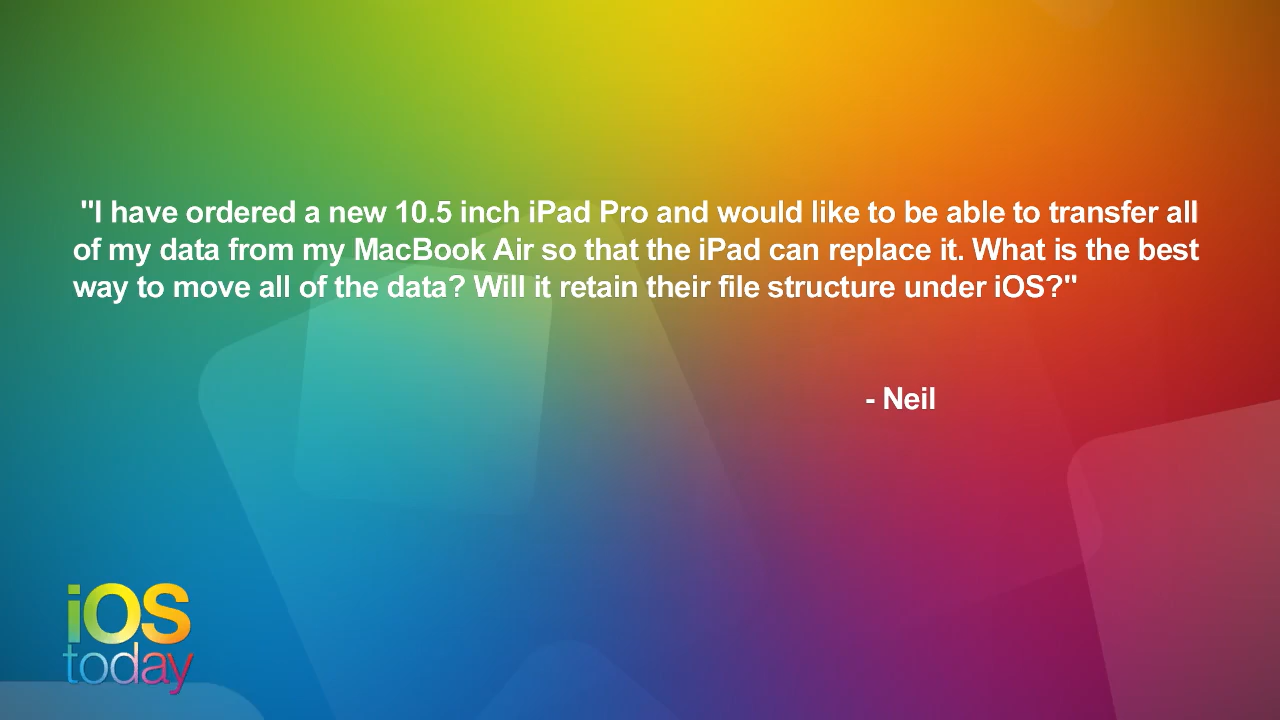 "I have ordered a new 10.5 inch iPad Pro and would like to be able to transfer all
of my data from my MacBook Air so that the iPad can replace it. What is the best
way to move all of the data? Will it retain their file structure under iOS?"
- Neil
iOS
today